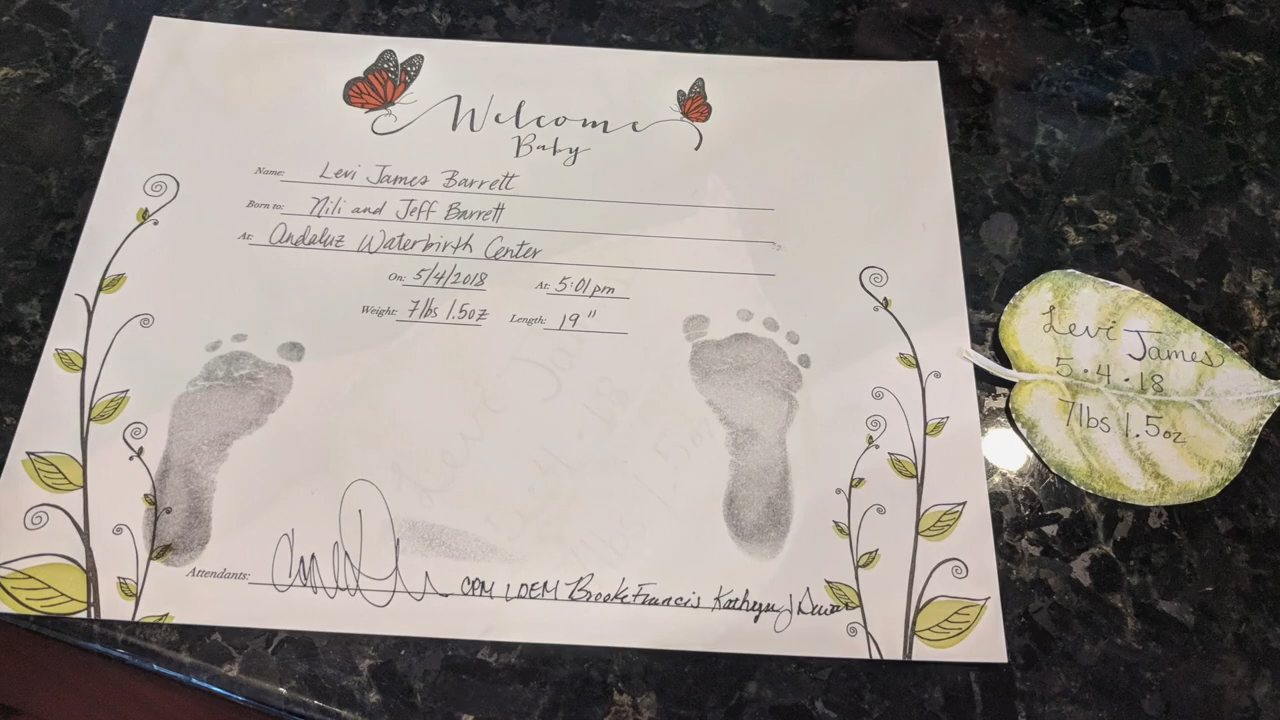 Welcome
Baby
Name: Levi James Barrett
Born to: Nili and Jeff Barrett
At: Andaluz Waterbirth Center
On: 5/4/2018 At: 5:01pm
Weight: 7lbs 1.5oz Length: 19"
Attendants: CPM LDEM Brooke Francis Kathryn J
Levi James
5.4.18
7lbs 1.5oz